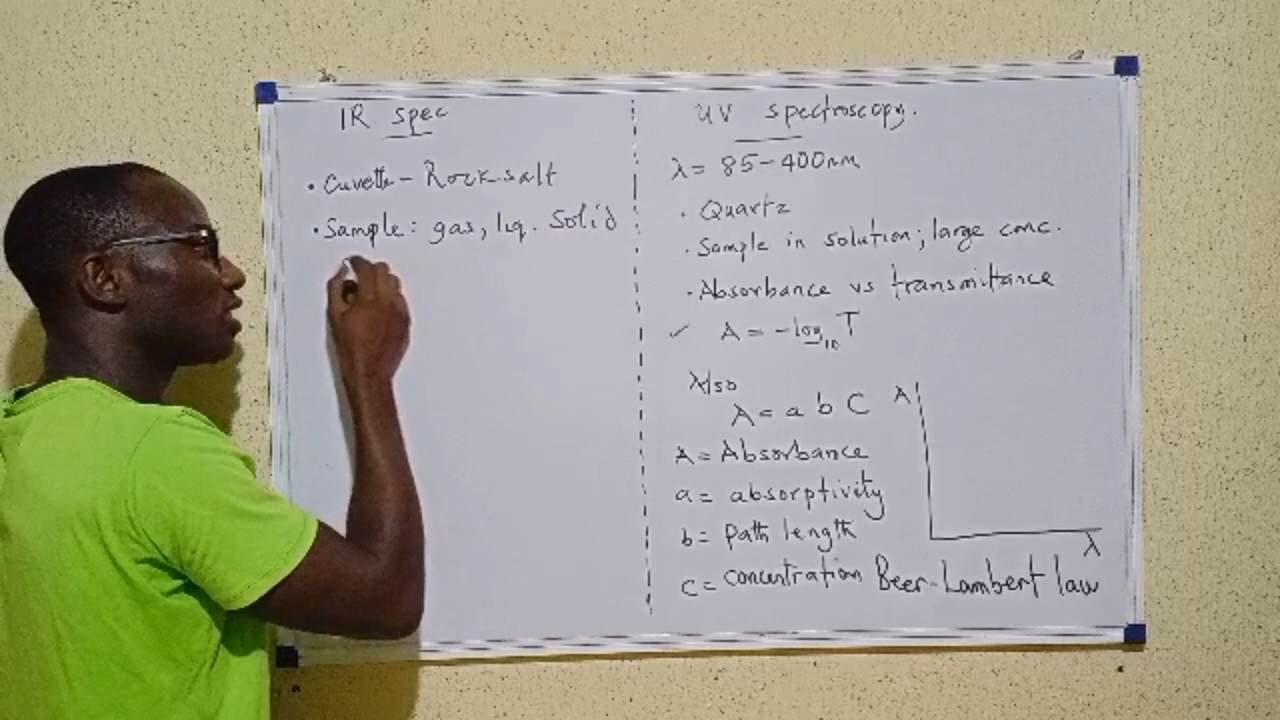 IR spec
• Cuvette - Rock salt
• Sample: gas, liq. Solid
UV spectroscopy.
λ = 85-400nm
• Quartz
• Sample in solution; large conc.
• Absorbance vs transmittance
✓ A = -log₁₀T
Also
A = a b C
A = Absorbance
a = absorptivity
b = path length
c = concentration
A
λ
Beer-Lambert law